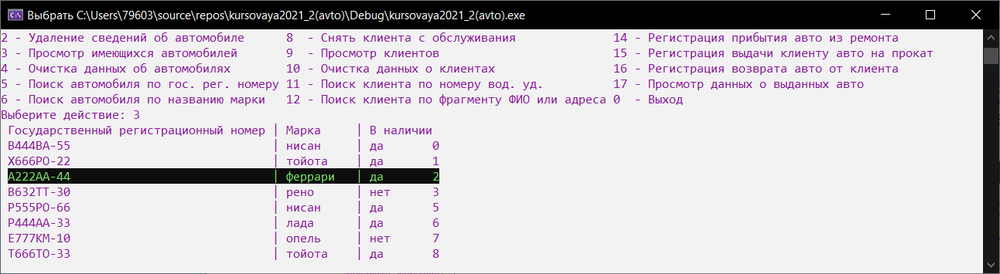 Выбрать C:\Users\79603\source\repos\kursovaya2021_2(avto)\Debug\kursovaya2021_2(avto).exe
2 - Удаление сведений об автомобиле 8 - Снять клиента с обслуживания 14 - Регистрация прибытия авто из ремонта
3 - Просмотр имеющихся автомобилей 9 - Просмотр клиентов 15 - Регистрация выдачи клиенту авто на прокат
4 - Очистка данных об автомобилях 10 - Очистка данных о клиентах 16 - Регистрация возврата авто от клиента
5 - Поиск автомобиля по гос. рег. номеру 11 - Поиск клиента по номеру вод. уд. 17 - Просмотр данных о выданных авто
6 - Поиск автомобиля по названию марки 12 - Поиск клиента по фрагменту ФИО или адреса 0 - Выход
Выберите действие: 3
Государственный регистрационный номер | Марка | В наличии
В444ВА-55 | нисан | да 0
Х666РО-22 | тойота | да 1
А222АА-44 | феррари | да 2
В632ТТ-30 | рено | нет 3
Р555РО-66 | нисан | да 5
Р444АА-33 | лада | да 6
Е777КМ-10 | опель | нет 7
Т666ТО-33 | тойота | да 8